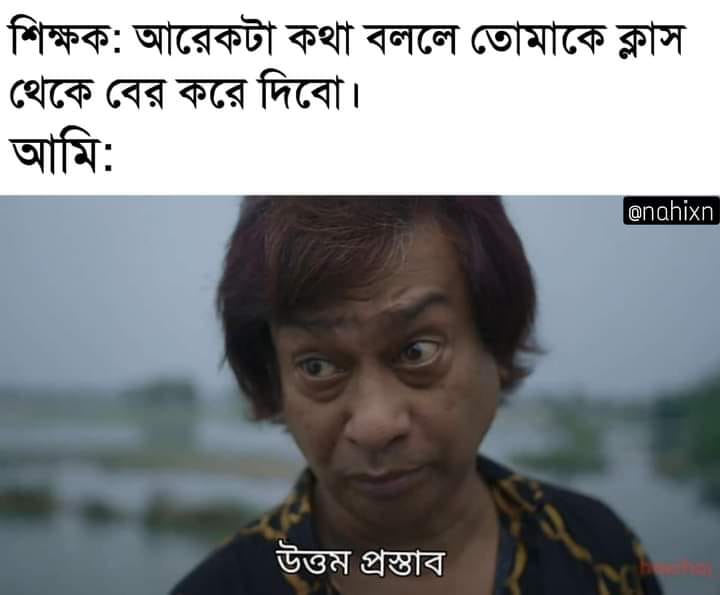 শিক্ষক: আরেকটা কথা বললে তোমাকে ক্লাস
থেকে বের করে দিবো।
আমি:
@nahixn
উত্তম প্রস্তাব